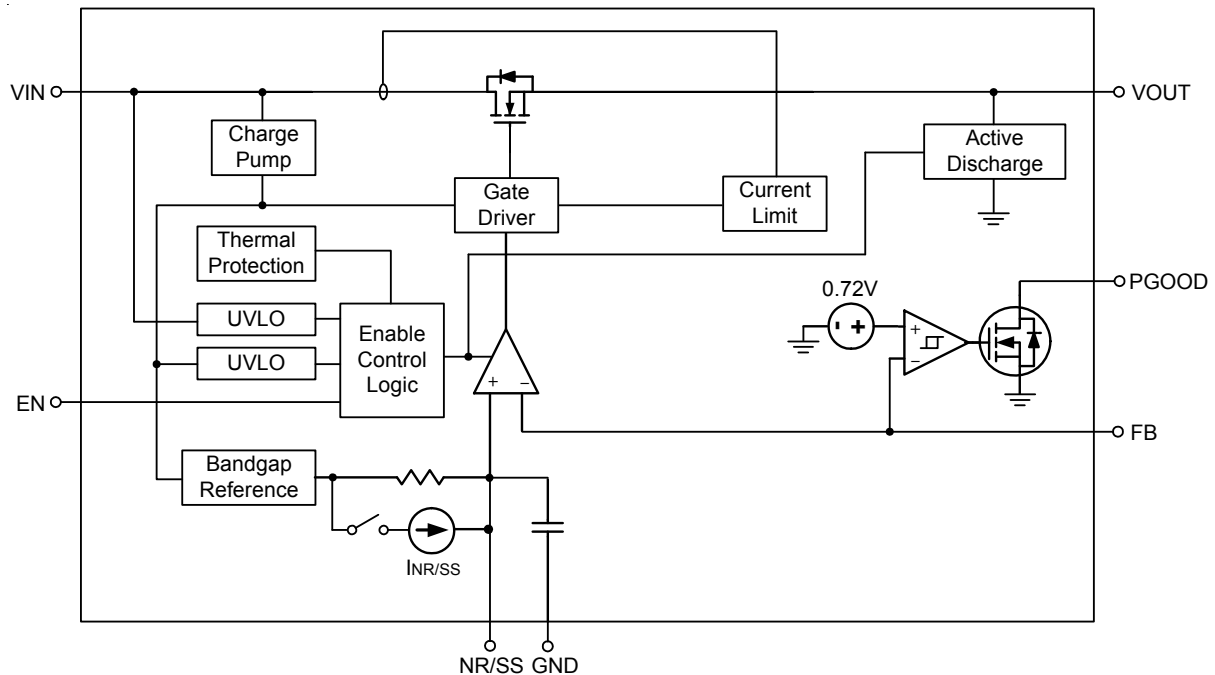 VIN
VOUT
Charge
Pump
Active
Discharge
Gate
Driver
Current
Limit
Thermal
Protection
PGOOD
0.72V
- +
+
−
UVLO
Enable
Control
Logic
UVLO
+ −
EN
FB
Bandgap
Reference
INR/SS
NR/SS GND